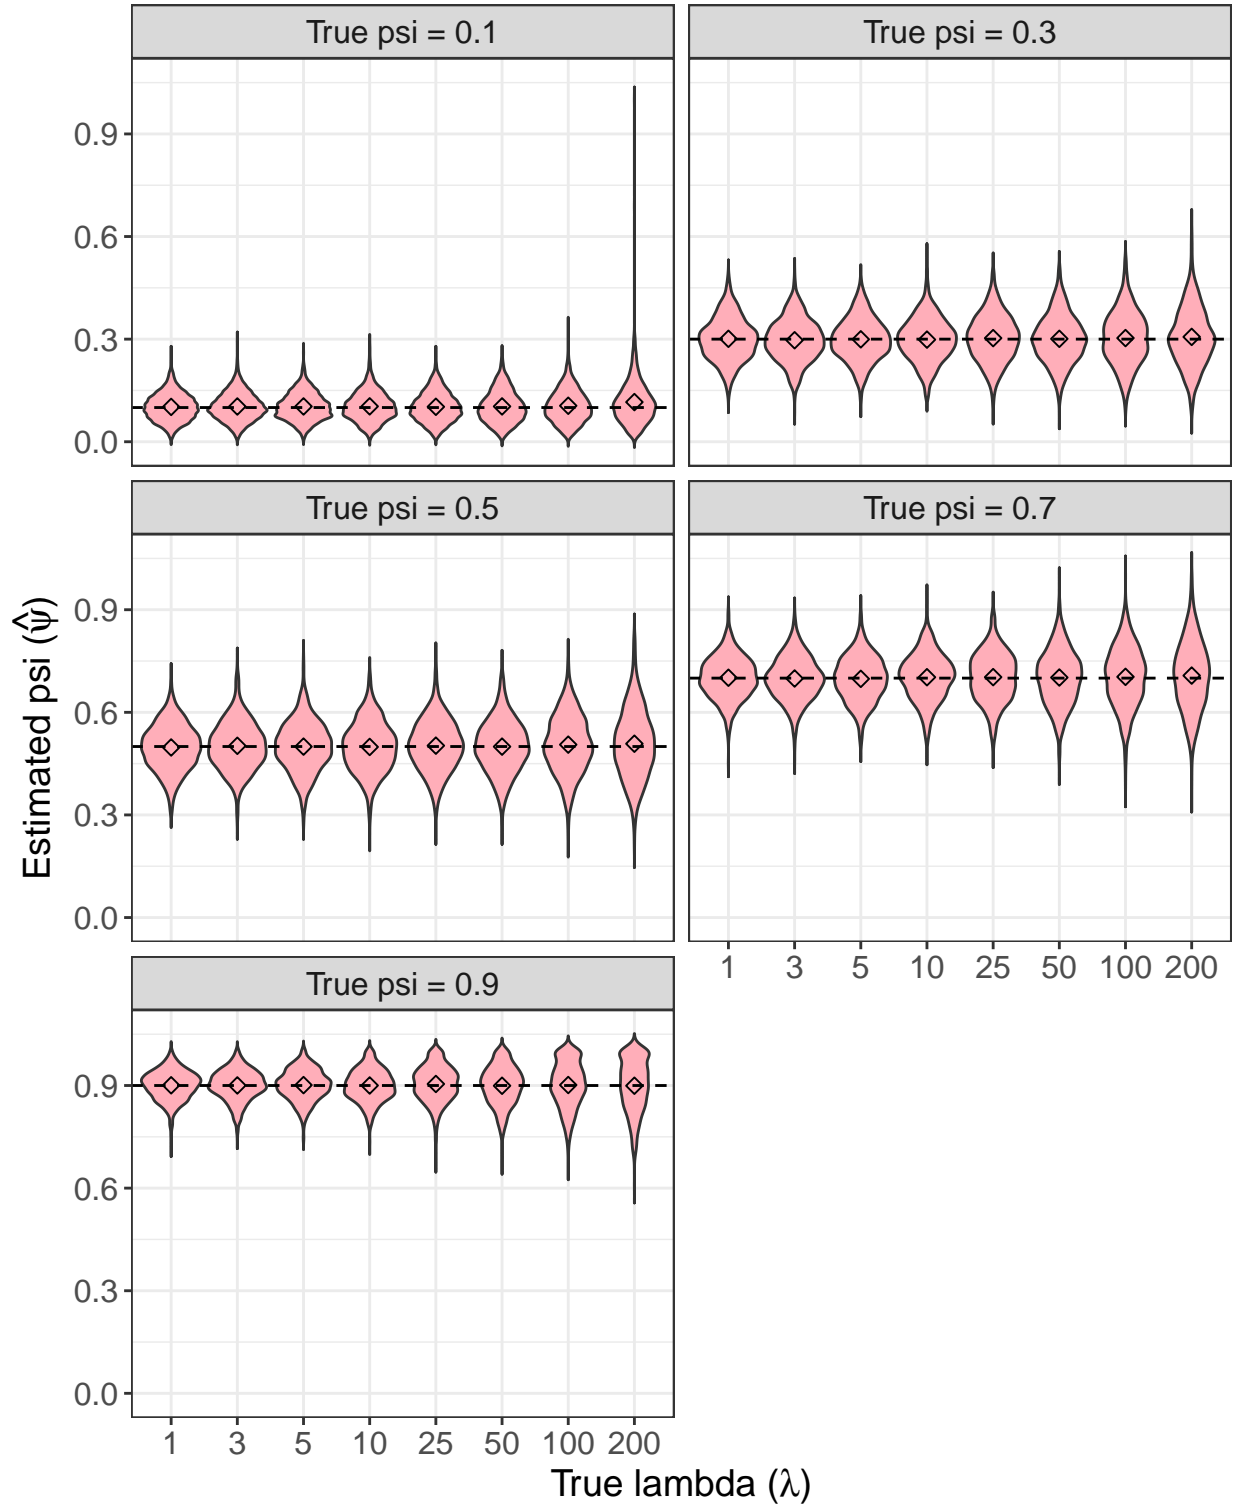 True psi = 0.1
True psi = 0.3
0.9
0.6
0.3
0.0
True psi = 0.5
True psi = 0.7
Estimated psi (ψ̂)
0.9
0.6
0.3
0.0
1 3 5 10 25 50 100 200
True psi = 0.9
0.9
0.6
0.3
0.0
1 3 5 10 25 50 100 200
True lambda (λ)